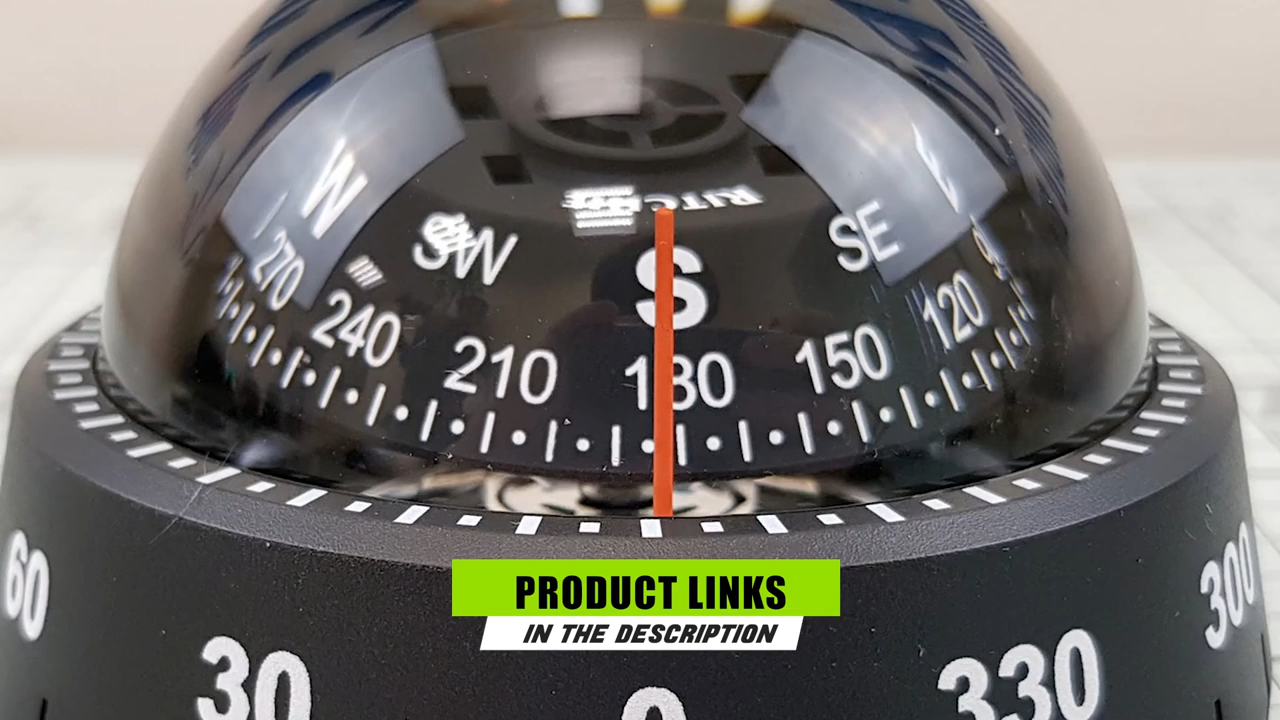 W SW S SE
270 240 210 180 150 120
PRODUCT LINKS
IN THE DESCRIPTION
60 30 0 330 300